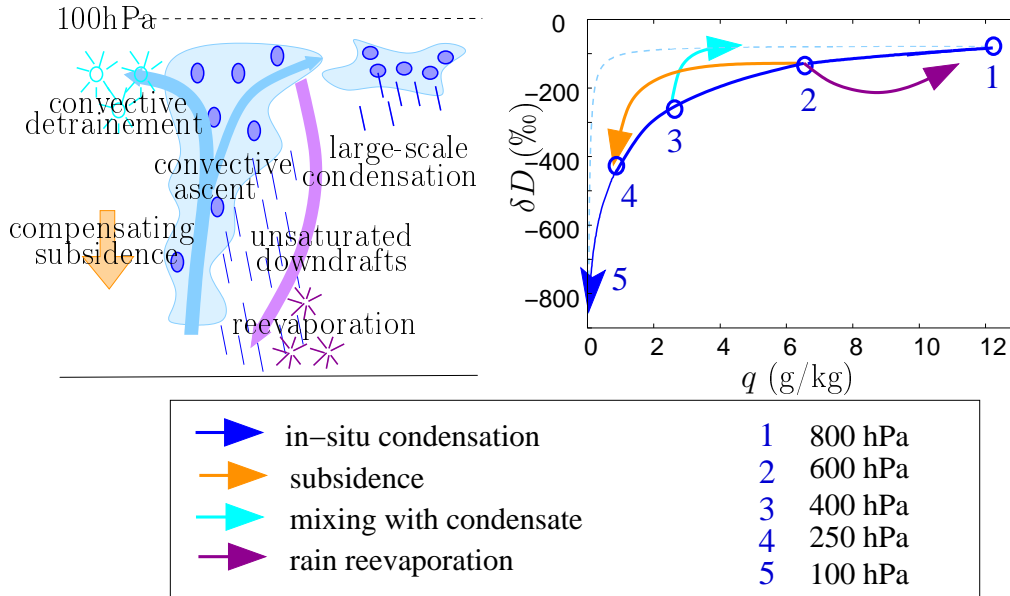 100hPa
convective
detrainement
convective
ascent
large-scale
condensation
compensating
subsidence
unsaturated
downdrafts
reevaporation
0
−200
−400
−600
−800
δD (‰)
0 2 4 6 8 10 12
q (g/kg)
1
2
3
4
5
in−situ condensation
subsidence
mixing with condensate
rain reevaporation
1 800 hPa
2 600 hPa
3 400 hPa
4 250 hPa
5 100 hPa